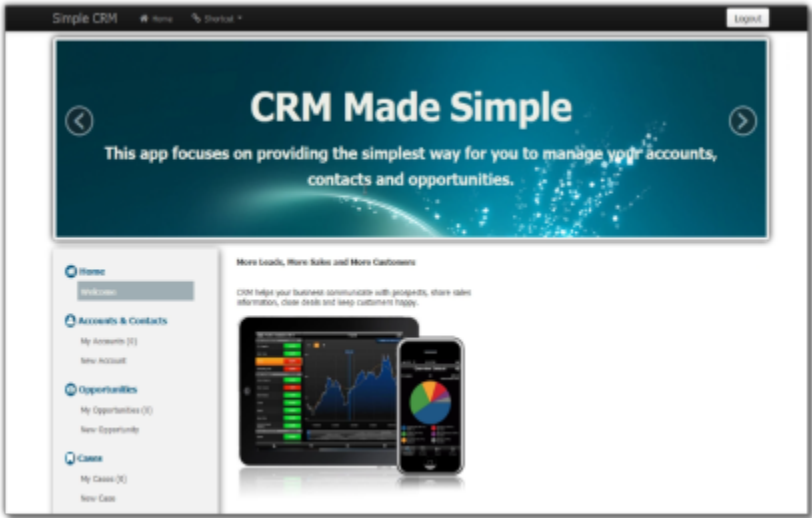 Simple CRM Home Shortcut Logout
CRM Made Simple
This app focuses on providing the simplest way for you to manage your accounts,
contacts and opportunities.
Home
Welcome
Accounts & Contacts
My Accounts (0)
New Account
Opportunities
My Opportunities (0)
New Opportunity
Cases
My Cases (0)
New Case
More Leads, More Sales and More Customers
CRM helps your business communicate with prospects, share sales
information, close deals and keep customers happy.